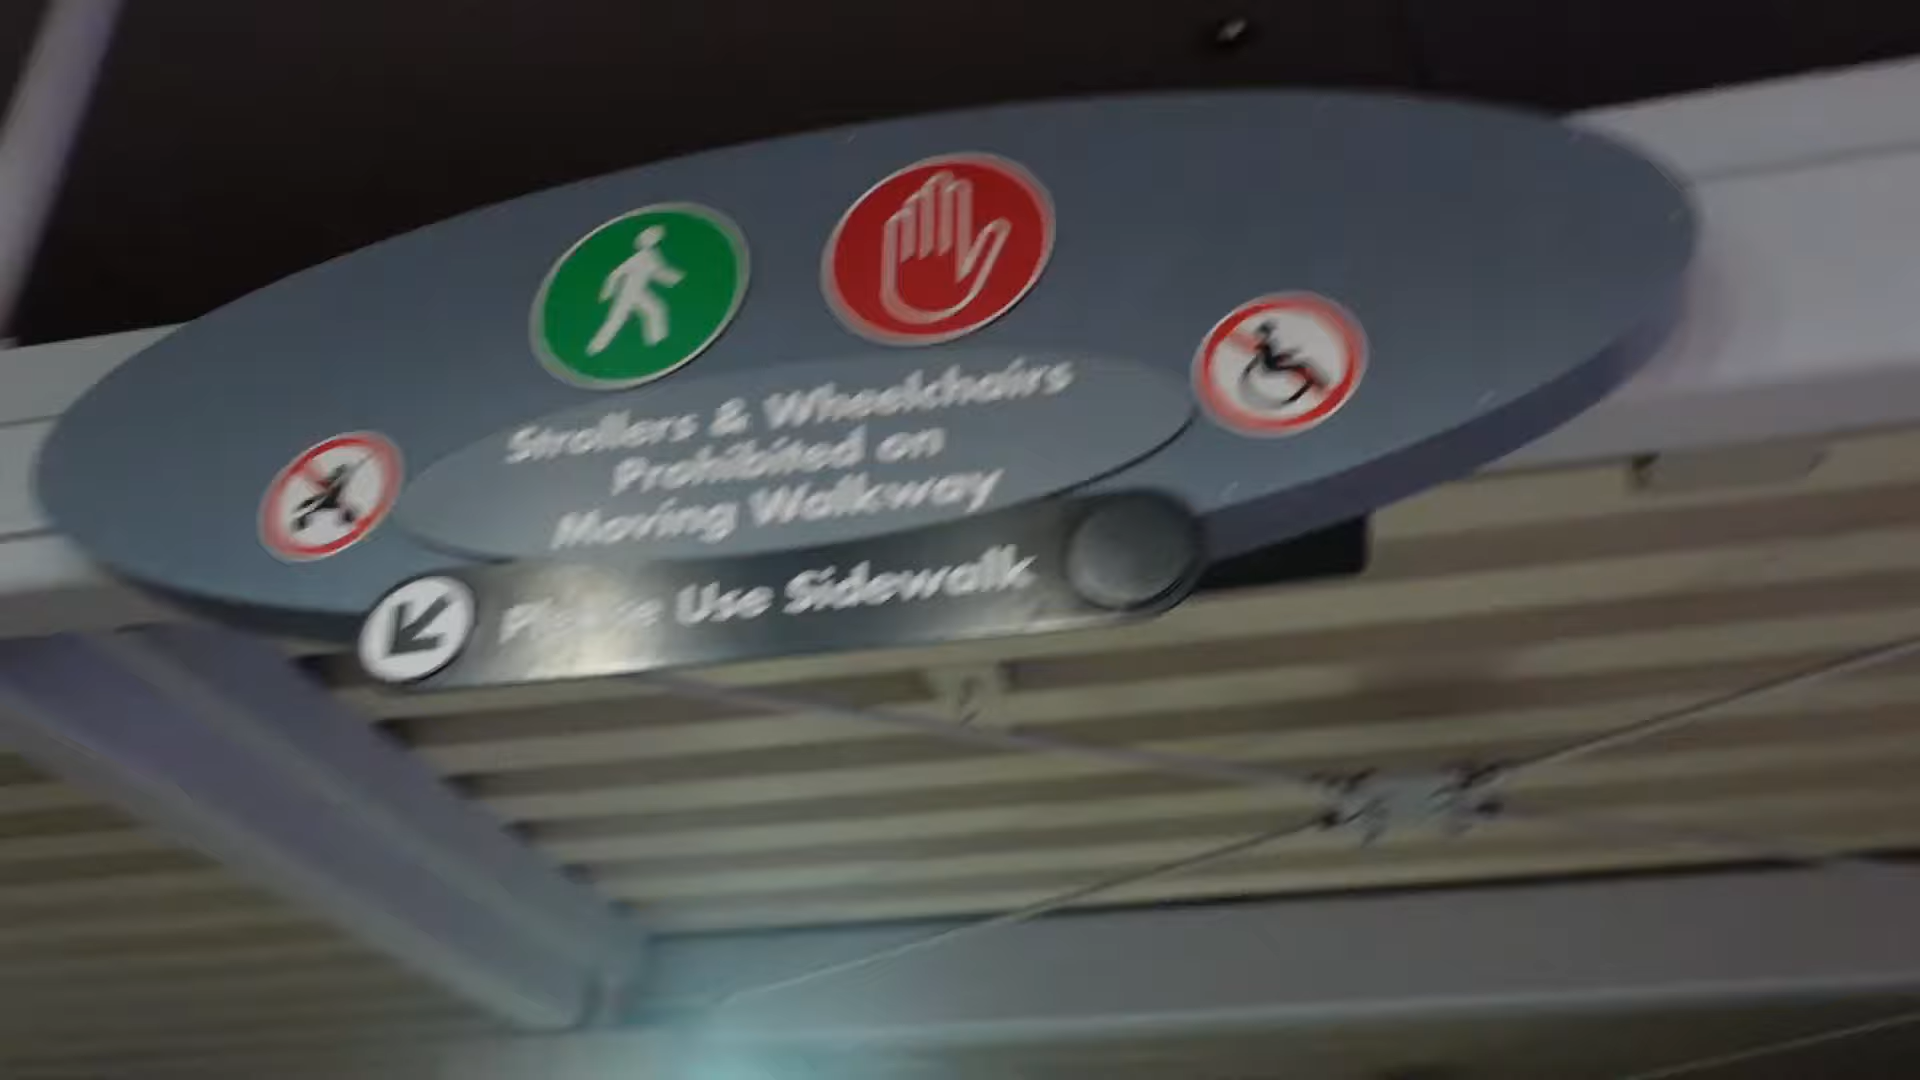 Strollers & Wheelchairs
Prohibited on
Moving Walkway
Please Use Sidewalk